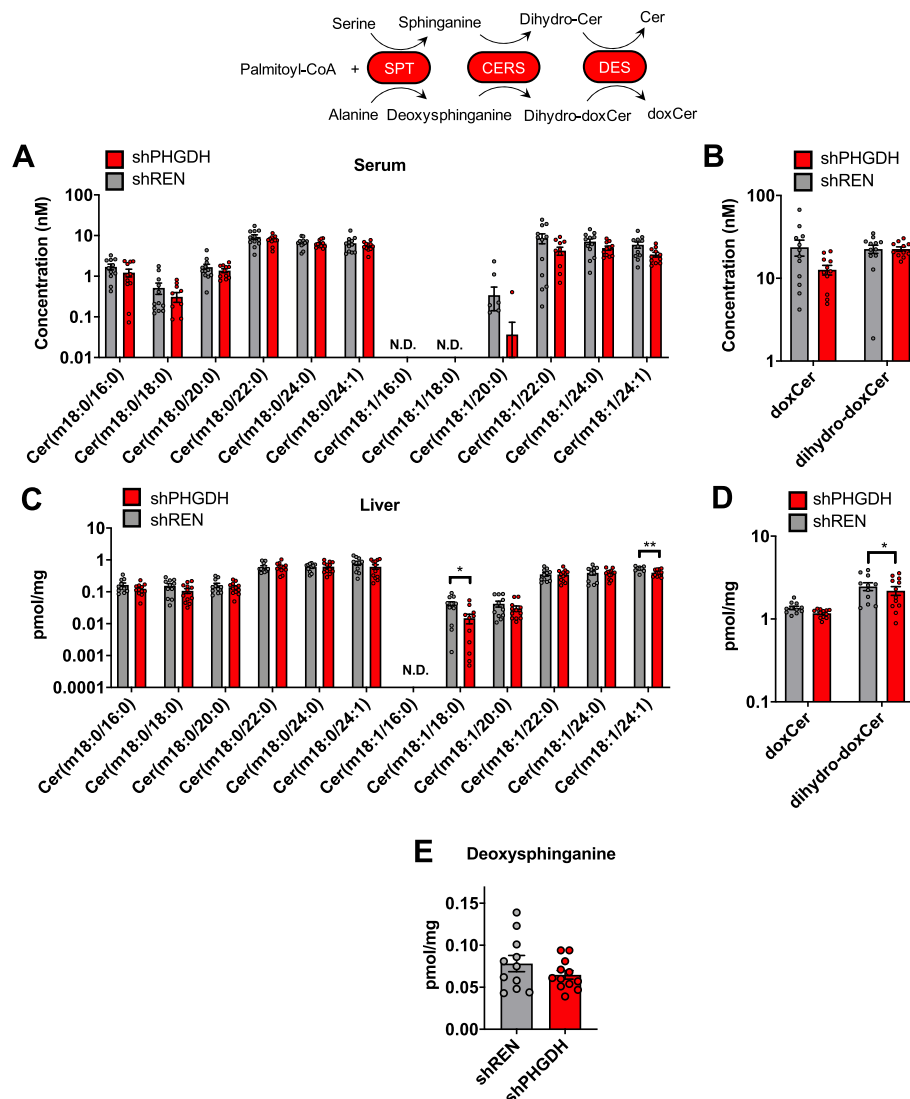 Serine Sphinganine Dihydro-Cer Cer
Palmitoyl-CoA + SPT CERS DES
Alanine Deoxysphinganine Dihydro-doxCer doxCer
A
shPHGDH
shREN
Serum
Concentration (nM)
100
10
1
0.1
0.01
N.D. N.D.
Cer(m18:0/16:0)
Cer(m18:0/18:0)
Cer(m18:0/20:0)
Cer(m18:0/22:0)
Cer(m18:0/24:0)
Cer(m18:0/24:1)
Cer(m18:1/16:0)
Cer(m18:1/18:0)
Cer(m18:1/20:0)
Cer(m18:1/22:0)
Cer(m18:1/24:0)
Cer(m18:1/24:1)
B
shPHGDH
shREN
Concentration (nM)
100
10
1
doxCer
dihydro-doxCer
C
shPHGDH
shREN
Liver
pmol/mg
10
1
0.1
0.01
0.001
0.0001
N.D.
*
**
Cer(m18:0/16:0)
Cer(m18:0/18:0)
Cer(m18:0/20:0)
Cer(m18:0/22:0)
Cer(m18:0/24:0)
Cer(m18:0/24:1)
Cer(m18:1/16:0)
Cer(m18:1/18:0)
Cer(m18:1/20:0)
Cer(m18:1/22:0)
Cer(m18:1/24:0)
Cer(m18:1/24:1)
D
shPHGDH
shREN
pmol/mg
10
1
0.1
*
doxCer
dihydro-doxCer
E
Deoxysphinganine
pmol/mg
0.15
0.10
0.05
0.00
shREN
shPHGDH